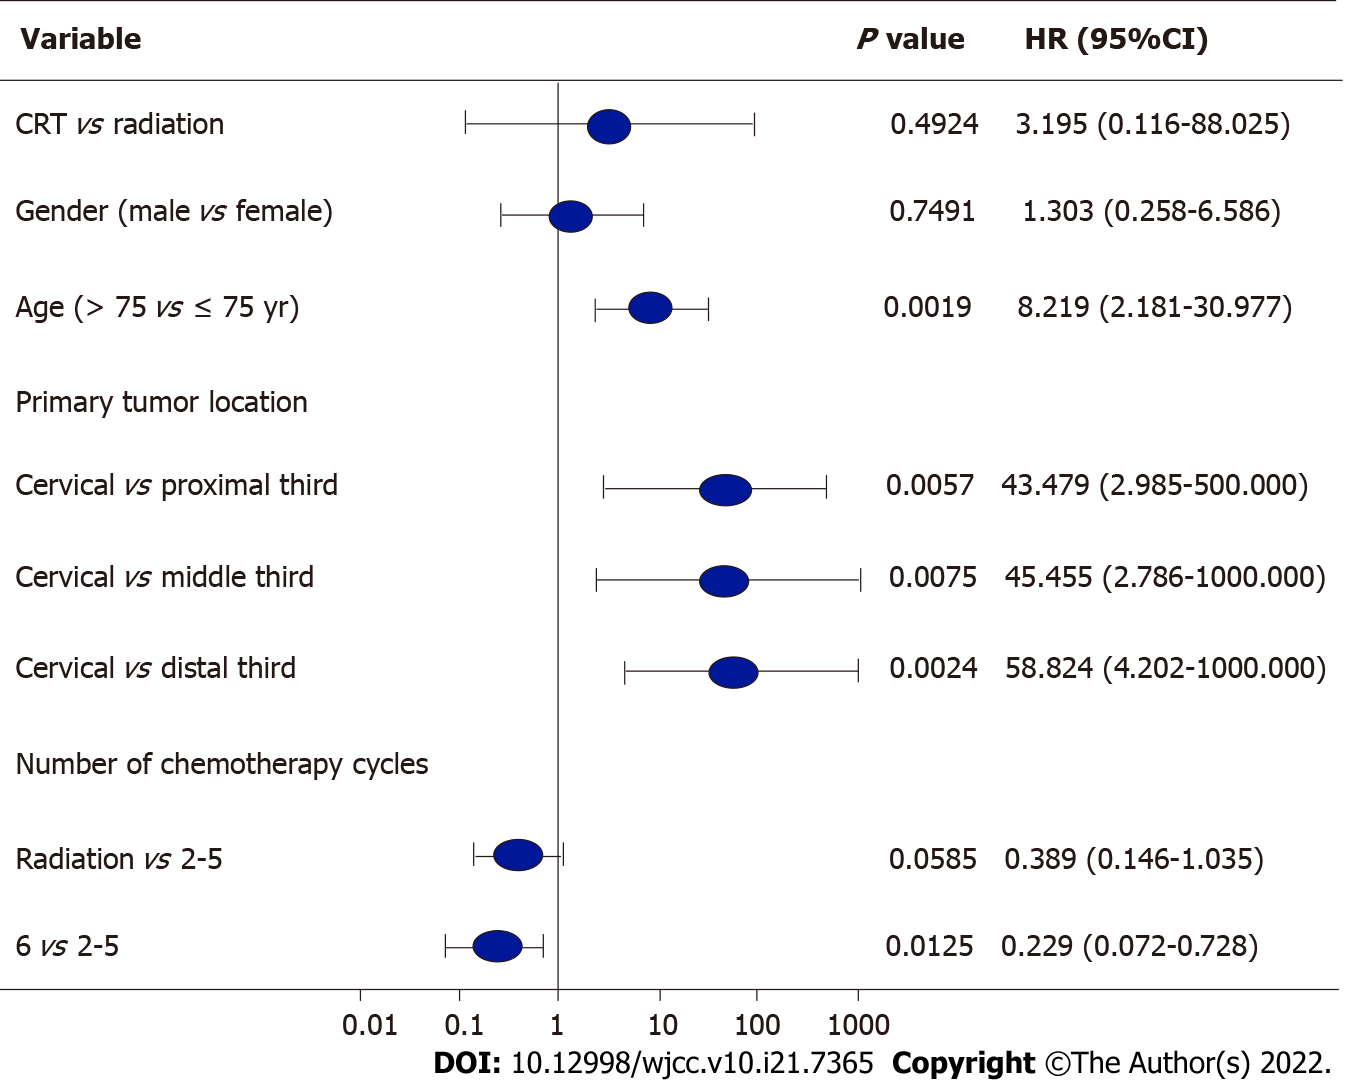 Variable P value HR (95%CI)
CRT vs radiation 0.4924 3.195 (0.116-88.025)
Gender (male vs female) 0.7491 1.303 (0.258-6.586)
Age (> 75 vs ≤ 75 yr) 0.0019 8.219 (2.181-30.977)
Primary tumor location
Cervical vs proximal third 0.0057 43.479 (2.985-500.000)
Cervical vs middle third 0.0075 45.455 (2.786-1000.000)
Cervical vs distal third 0.0024 58.824 (4.202-1000.000)
Number of chemotherapy cycles
Radiation vs 2-5 0.0585 0.389 (0.146-1.035)
6 vs 2-5 0.0125 0.229 (0.072-0.728)
0.01 0.1 1 10 100 1000
DOI: 10.12998/wjcc.v10.i21.7365 Copyright ©The Author(s) 2022.